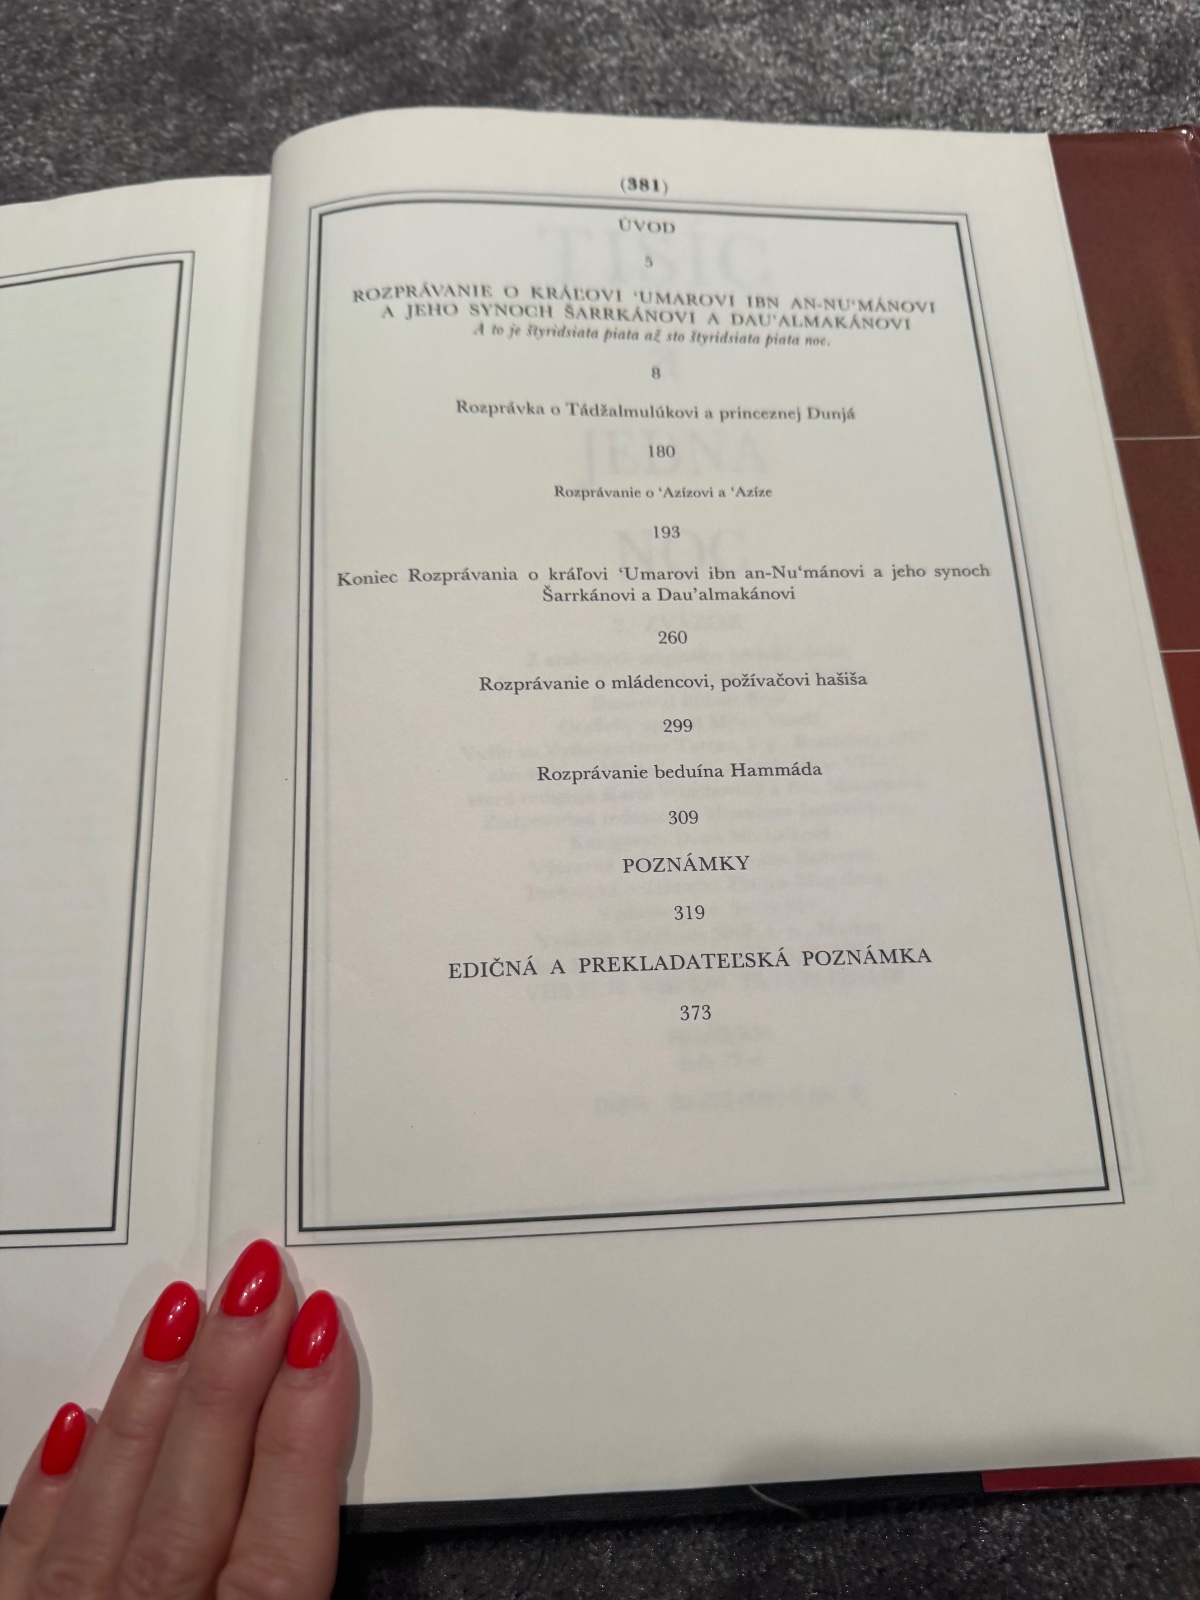 (381)
ÚVOD
5
ROZPRÁVANIE O KRÁĽOVI ‘UMAROVI IBN AN-NU‘MÁNOVI
A JEHO SYNOCH ŠARRKÁNOVI A DAU’ALMAKÁNOVI
A to je štyridsiata piata až sto štyridsiata piata noc.
8
Rozprávka o Tádžalmulúkovi a princeznej Dunjá
180
Rozprávanie o ‘Azízovi a ‘Azíze
193
Koniec Rozprávania o kráľovi ‘Umarovi ibn an-Nu‘mánovi a jeho synoch
Šarrkánovi a Dau’almakánovi
260
Rozprávanie o mládencovi, požívačovi hašiša
299
Rozprávanie beduína Hammáda
309
POZNÁMKY
319
EDIČNÁ A PREKLADATEĽSKÁ POZNÁMKA
373
TISÍC
A
JEDNA
NOC